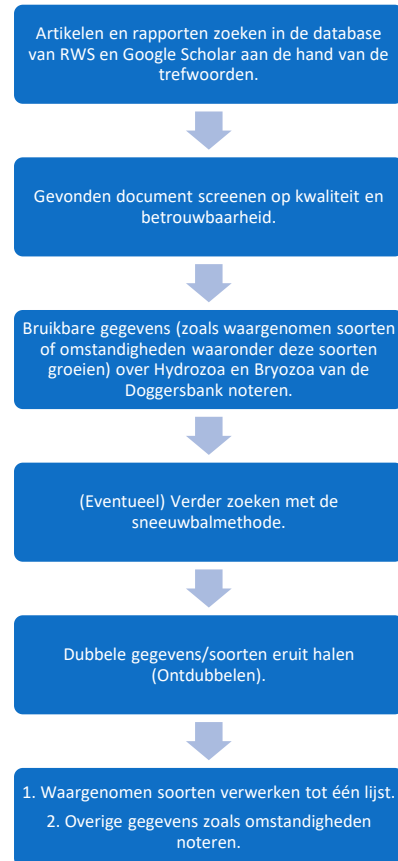 Artikelen en rapporten zoeken in de database
van RWS en Google Scholar aan de hand van de
trefwoorden.
Gevonden document screenen op kwaliteit en
betrouwbaarheid.
Bruikbare gegevens (zoals waargenomen soorten
of omstandigheden waaronder deze soorten
groeien) over Hydrozoa en Bryozoa van de
Doggersbank noteren.
(Eventueel) Verder zoeken met de
sneeuwbalmethode.
Dubbele gegevens/soorten eruit halen
(Ontdubbelen).
1. Waargenomen soorten verwerken tot één lijst.
2. Overige gegevens zoals omstandigheden
noteren.